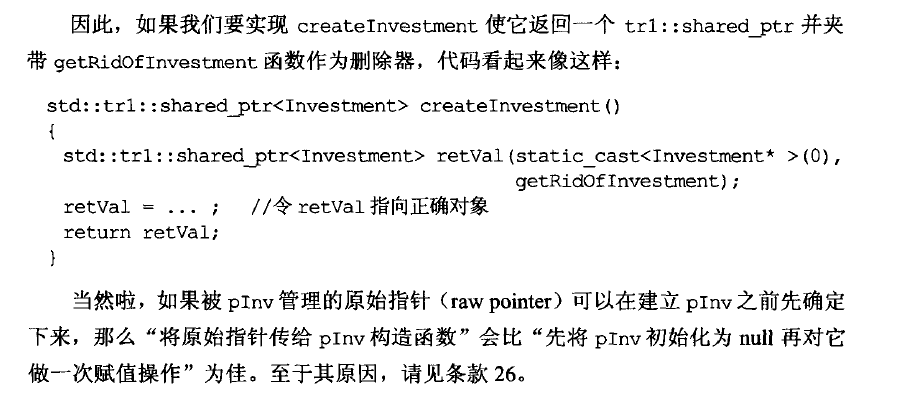 因此，如果我们要实现 createInvestment 使它返回一个 tr1::shared_ptr 并夹
带 getRidOfInvestment 函数作为删除器，代码看起来像这样：
std::tr1::shared_ptr<Investment> createInvestment()
{
std::tr1::shared_ptr<Investment> retVal(static_cast<Investment* >(0),
getRidOfInvestment);
retVal = ... ; //令 retVal 指向正确对象
return retVal;
}
当然啦，如果被 pInv 管理的原始指针（raw pointer）可以在建立 pInv 之前先确定
下来，那么“将原始指针传给 pInv 构造函数”会比“先将 pInv 初始化为 null 再对它
做一次赋值操作”为佳。至于其原因，请见条款 26。